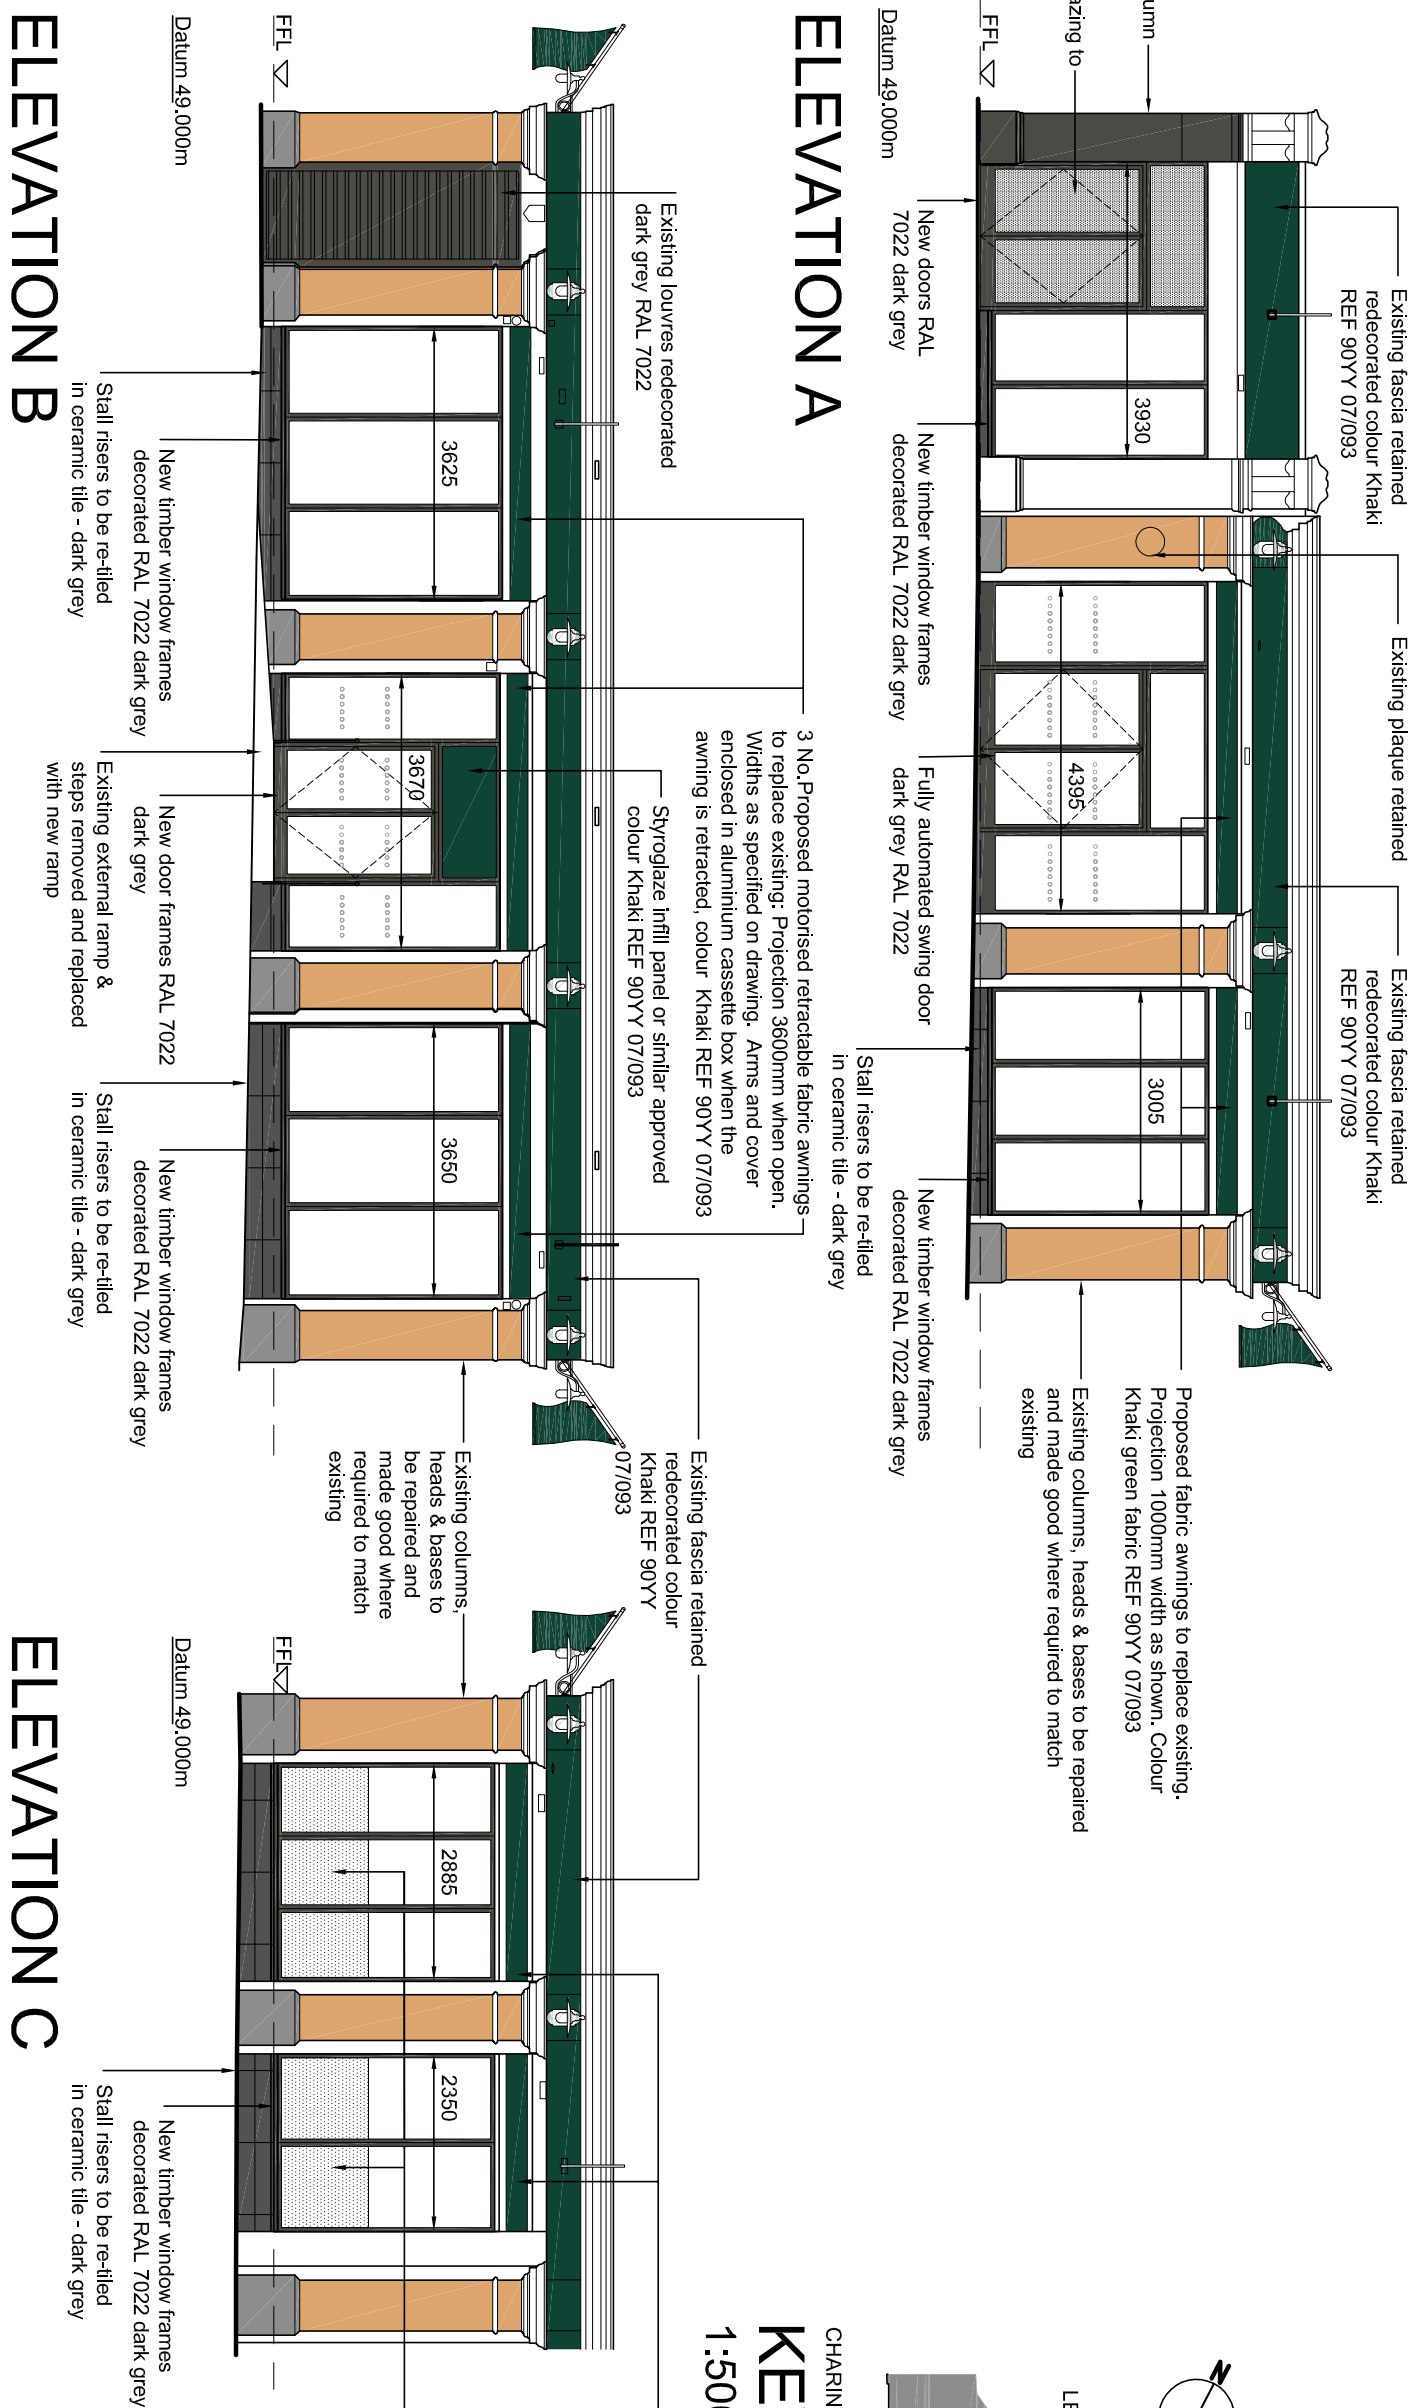 Existing fascia retained
redecorated colour Khaki
REF 90YY 07/093
Existing plaque retained
Existing fascia retained
redecorated colour Khaki
REF 90YY 07/093
umn
azing to
3930
4395
3005
FFL
Datum 49.000m
New doors RAL
7022 dark grey
New timber window frames
decorated RAL 7022 dark grey
Fully automated swing door
dark grey RAL 7022
Stall risers to be re-tiled
in ceramic tile - dark grey
New timber window frames
decorated RAL 7022 dark grey
Proposed fabric awnings to replace existing.
Projection 1000mm width as shown. Colour
Khaki green fabric REF 90YY 07/093
Existing columns, heads & bases to be repaired
and made good where required to match
existing
ELEVATION A
Existing louvres redecorated
dark grey RAL 7022
3 No.Proposed motorised retractable fabric awnings
to replace existing: Projection 3600mm when open.
Widths as specified on drawing. Arms and cover
enclosed in aluminium cassette box when the
awning is retracted, colour Khaki REF 90YY 07/093
Styroglaze infill panel or similar approved
colour Khaki REF 90YY 07/093
Existing fascia retained
redecorated colour
Khaki REF 90YY
07/093
Existing columns,
heads & bases to
be repaired and
made good where
required to match
existing
3625
3670
3650
FFL
Datum 49.000m
Stall risers to be re-tiled
in ceramic tile - dark grey
New timber window frames
decorated RAL 7022 dark grey
Existing external ramp &
steps removed and replaced
with new ramp
New door frames RAL 7022
dark grey
Stall risers to be re-tiled
in ceramic tile - dark grey
New timber window frames
decorated RAL 7022 dark grey
ELEVATION B
2885
2350
FFL
Datum 49.000m
New timber window frames
decorated RAL 7022 dark grey
Stall risers to be re-tiled
in ceramic tile - dark grey
ELEVATION C
N
LE
CHARIN
KE
1:50